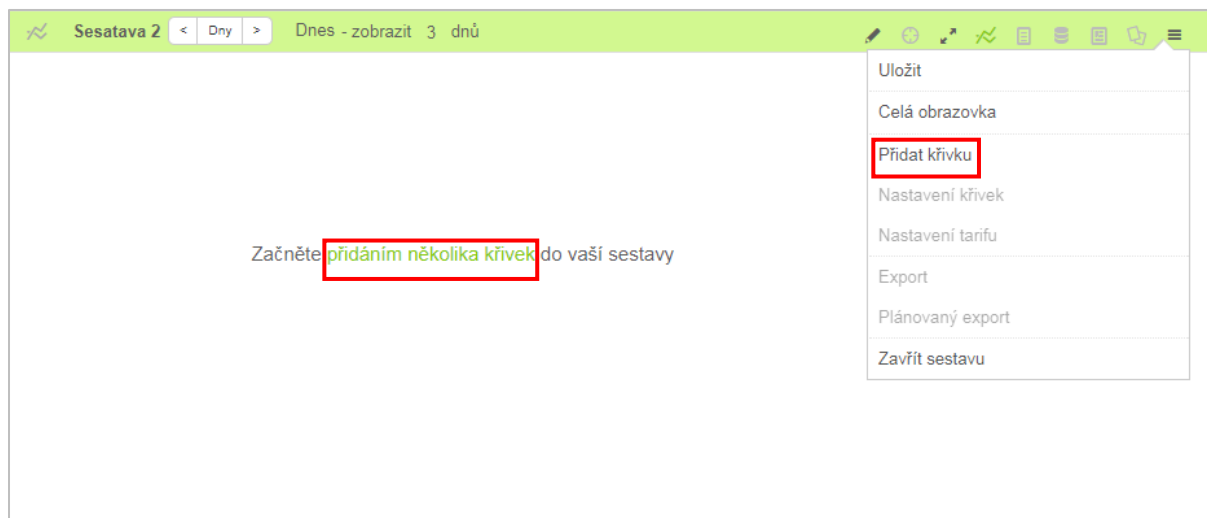 Sesatava 2 < Dny > Dnes - zobrazit 3 dnů
Uložit
Celá obrazovka
Přidat křivku
Nastavení křivek
Nastavení tarifu
Export
Plánovaný export
Zavřít sestavu
Začněte přidáním několika křivek do vaší sestavy